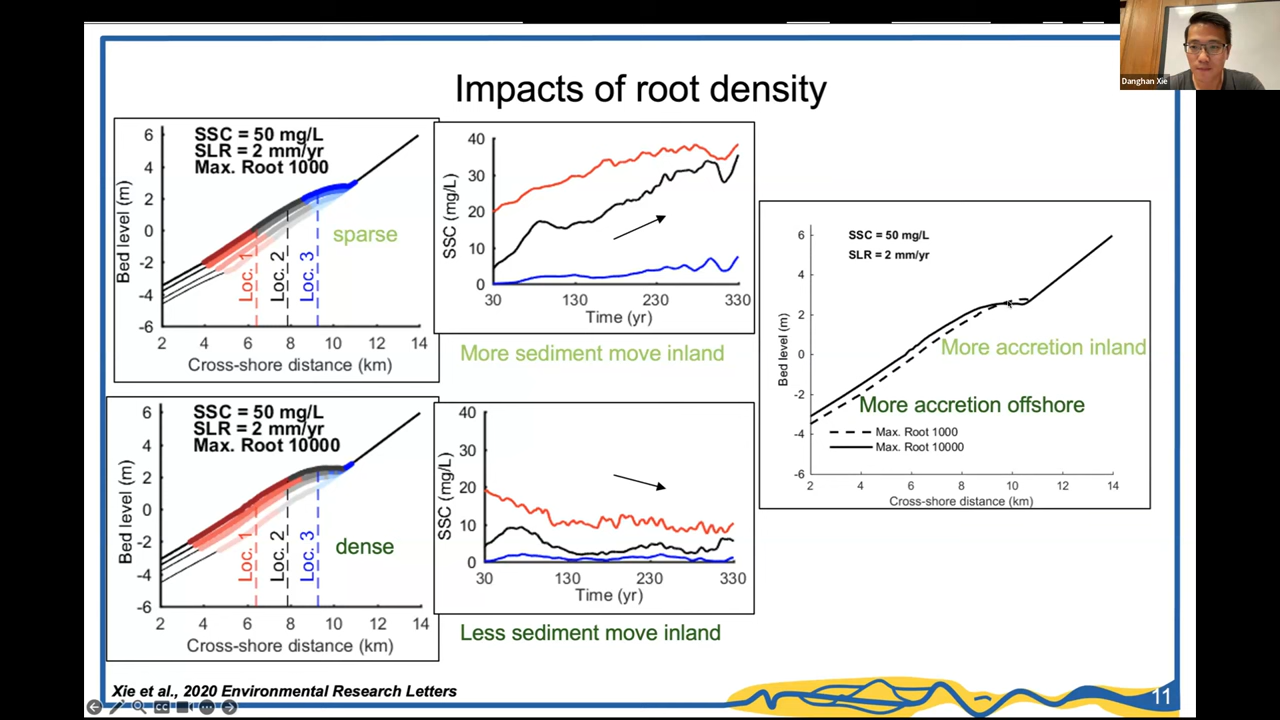 Danghan Xie
Impacts of root density
SSC = 50 mg/L
SLR = 2 mm/yr
Max. Root 1000
6
4
2
0
-2
-4
-6
Bed level (m)
sparse
Loc. 1
Loc. 2
Loc. 3
2 4 6 8 10 12 14
Cross-shore distance (km)
40
30
20
10
0
SSC (mg/L)
30 130 230 330
Time (yr)
More sediment move inland
SSC = 50 mg/L
SLR = 2 mm/yr
Max. Root 10000
6
4
2
0
-2
-4
-6
Bed level (m)
dense
Loc. 1
Loc. 2
Loc. 3
2 4 6 8 10 12 14
Cross-shore distance (km)
40
30
20
10
0
SSC (mg/L)
30 130 230 330
Time (yr)
Less sediment move inland
SSC = 50 mg/L
SLR = 2 mm/yr
6
4
2
0
-2
-4
-6
Bed level (m)
More accretion inland
More accretion offshore
Max. Root 1000
Max. Root 10000
2 4 6 8 10 12 14
Cross-shore distance (km)
Xie et al., 2020 Environmental Research Letters
CC
11